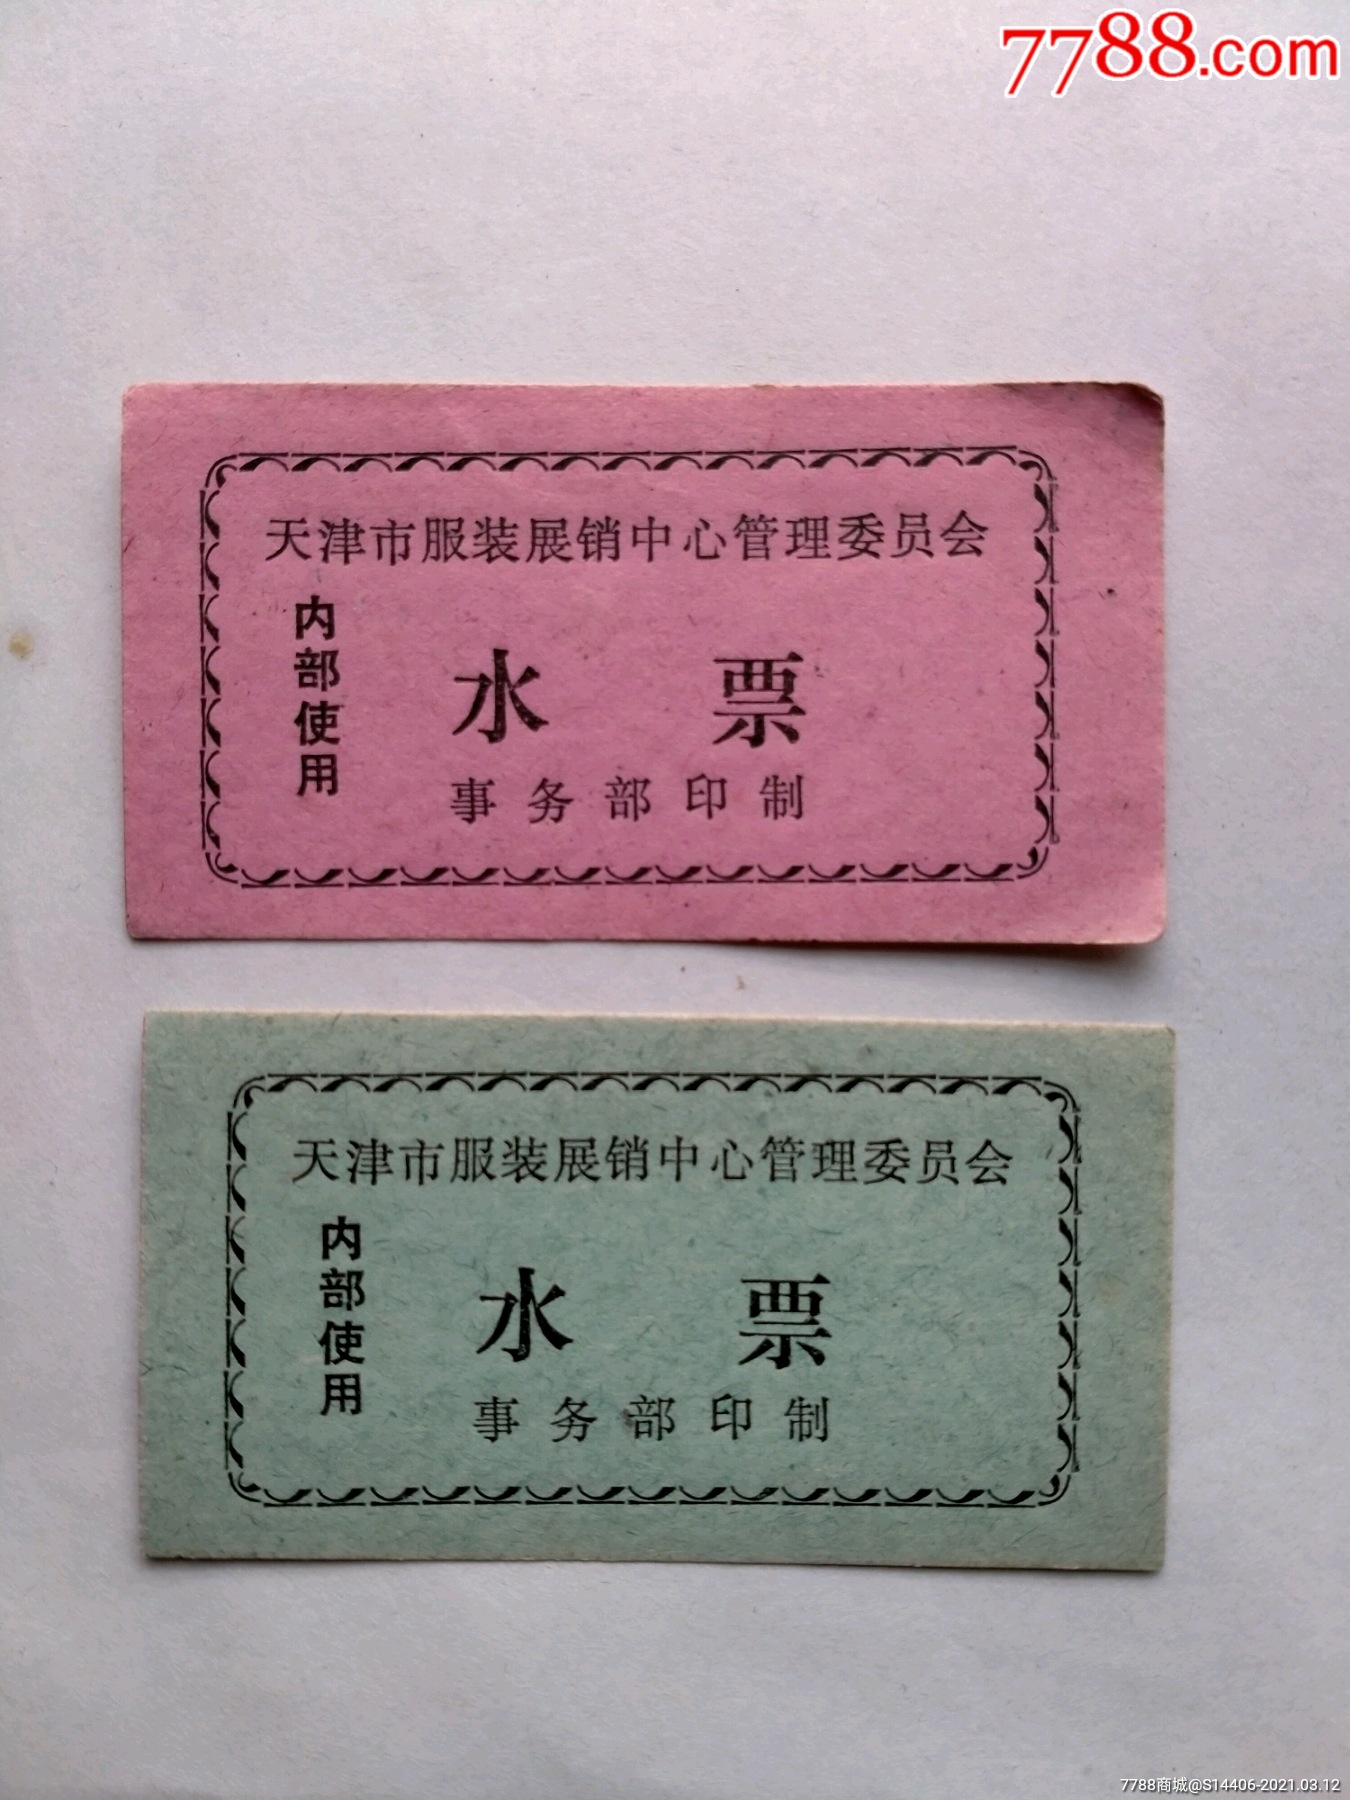 7788.com
天津市服装展销中心管理委员会
内部使用
水票
事务部印制
天津市服装展销中心管理委员会
内部使用
水票
事务部印制
7788商城@S14406-2021.03.12